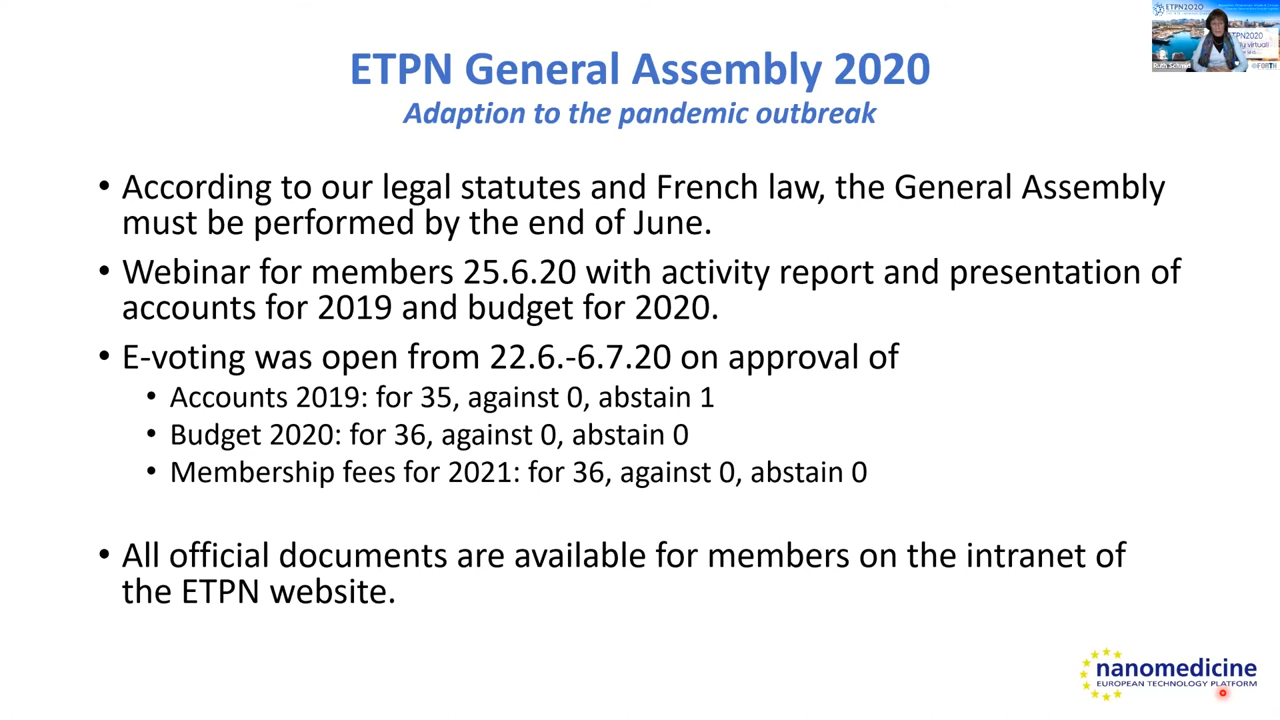 ETPN2020
ETPN2020
Ruth Schmid
FORTH
ETPN General Assembly 2020
Adaption to the pandemic outbreak
• According to our legal statutes and French law, the General Assembly
must be performed by the end of June.
• Webinar for members 25.6.20 with activity report and presentation of
accounts for 2019 and budget for 2020.
• E-voting was open from 22.6.-6.7.20 on approval of
• Accounts 2019: for 35, against 0, abstain 1
• Budget 2020: for 36, against 0, abstain 0
• Membership fees for 2021: for 36, against 0, abstain 0
• All official documents are available for members on the intranet of
the ETPN website.
nanomedicine
EUROPEAN TECHNOLOGY PLATFORM